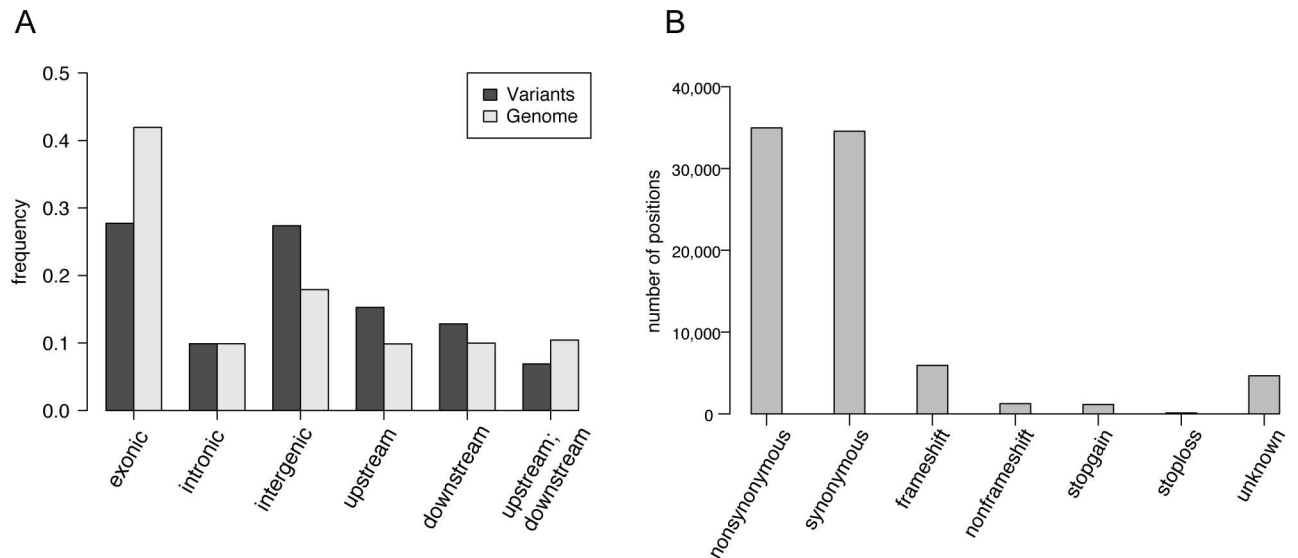 A
0.5
0.4
0.3
0.2
0.1
0.0
frequency
Variants
Genome
exonic
intronic
intergenic
upstream
downstream
upstream;
downstream
B
40,000
30,000
20,000
10,000
0
number of positions
nonsynonymous
synonymous
frameshift
nonframeshift
stopgain
stoploss
unknown